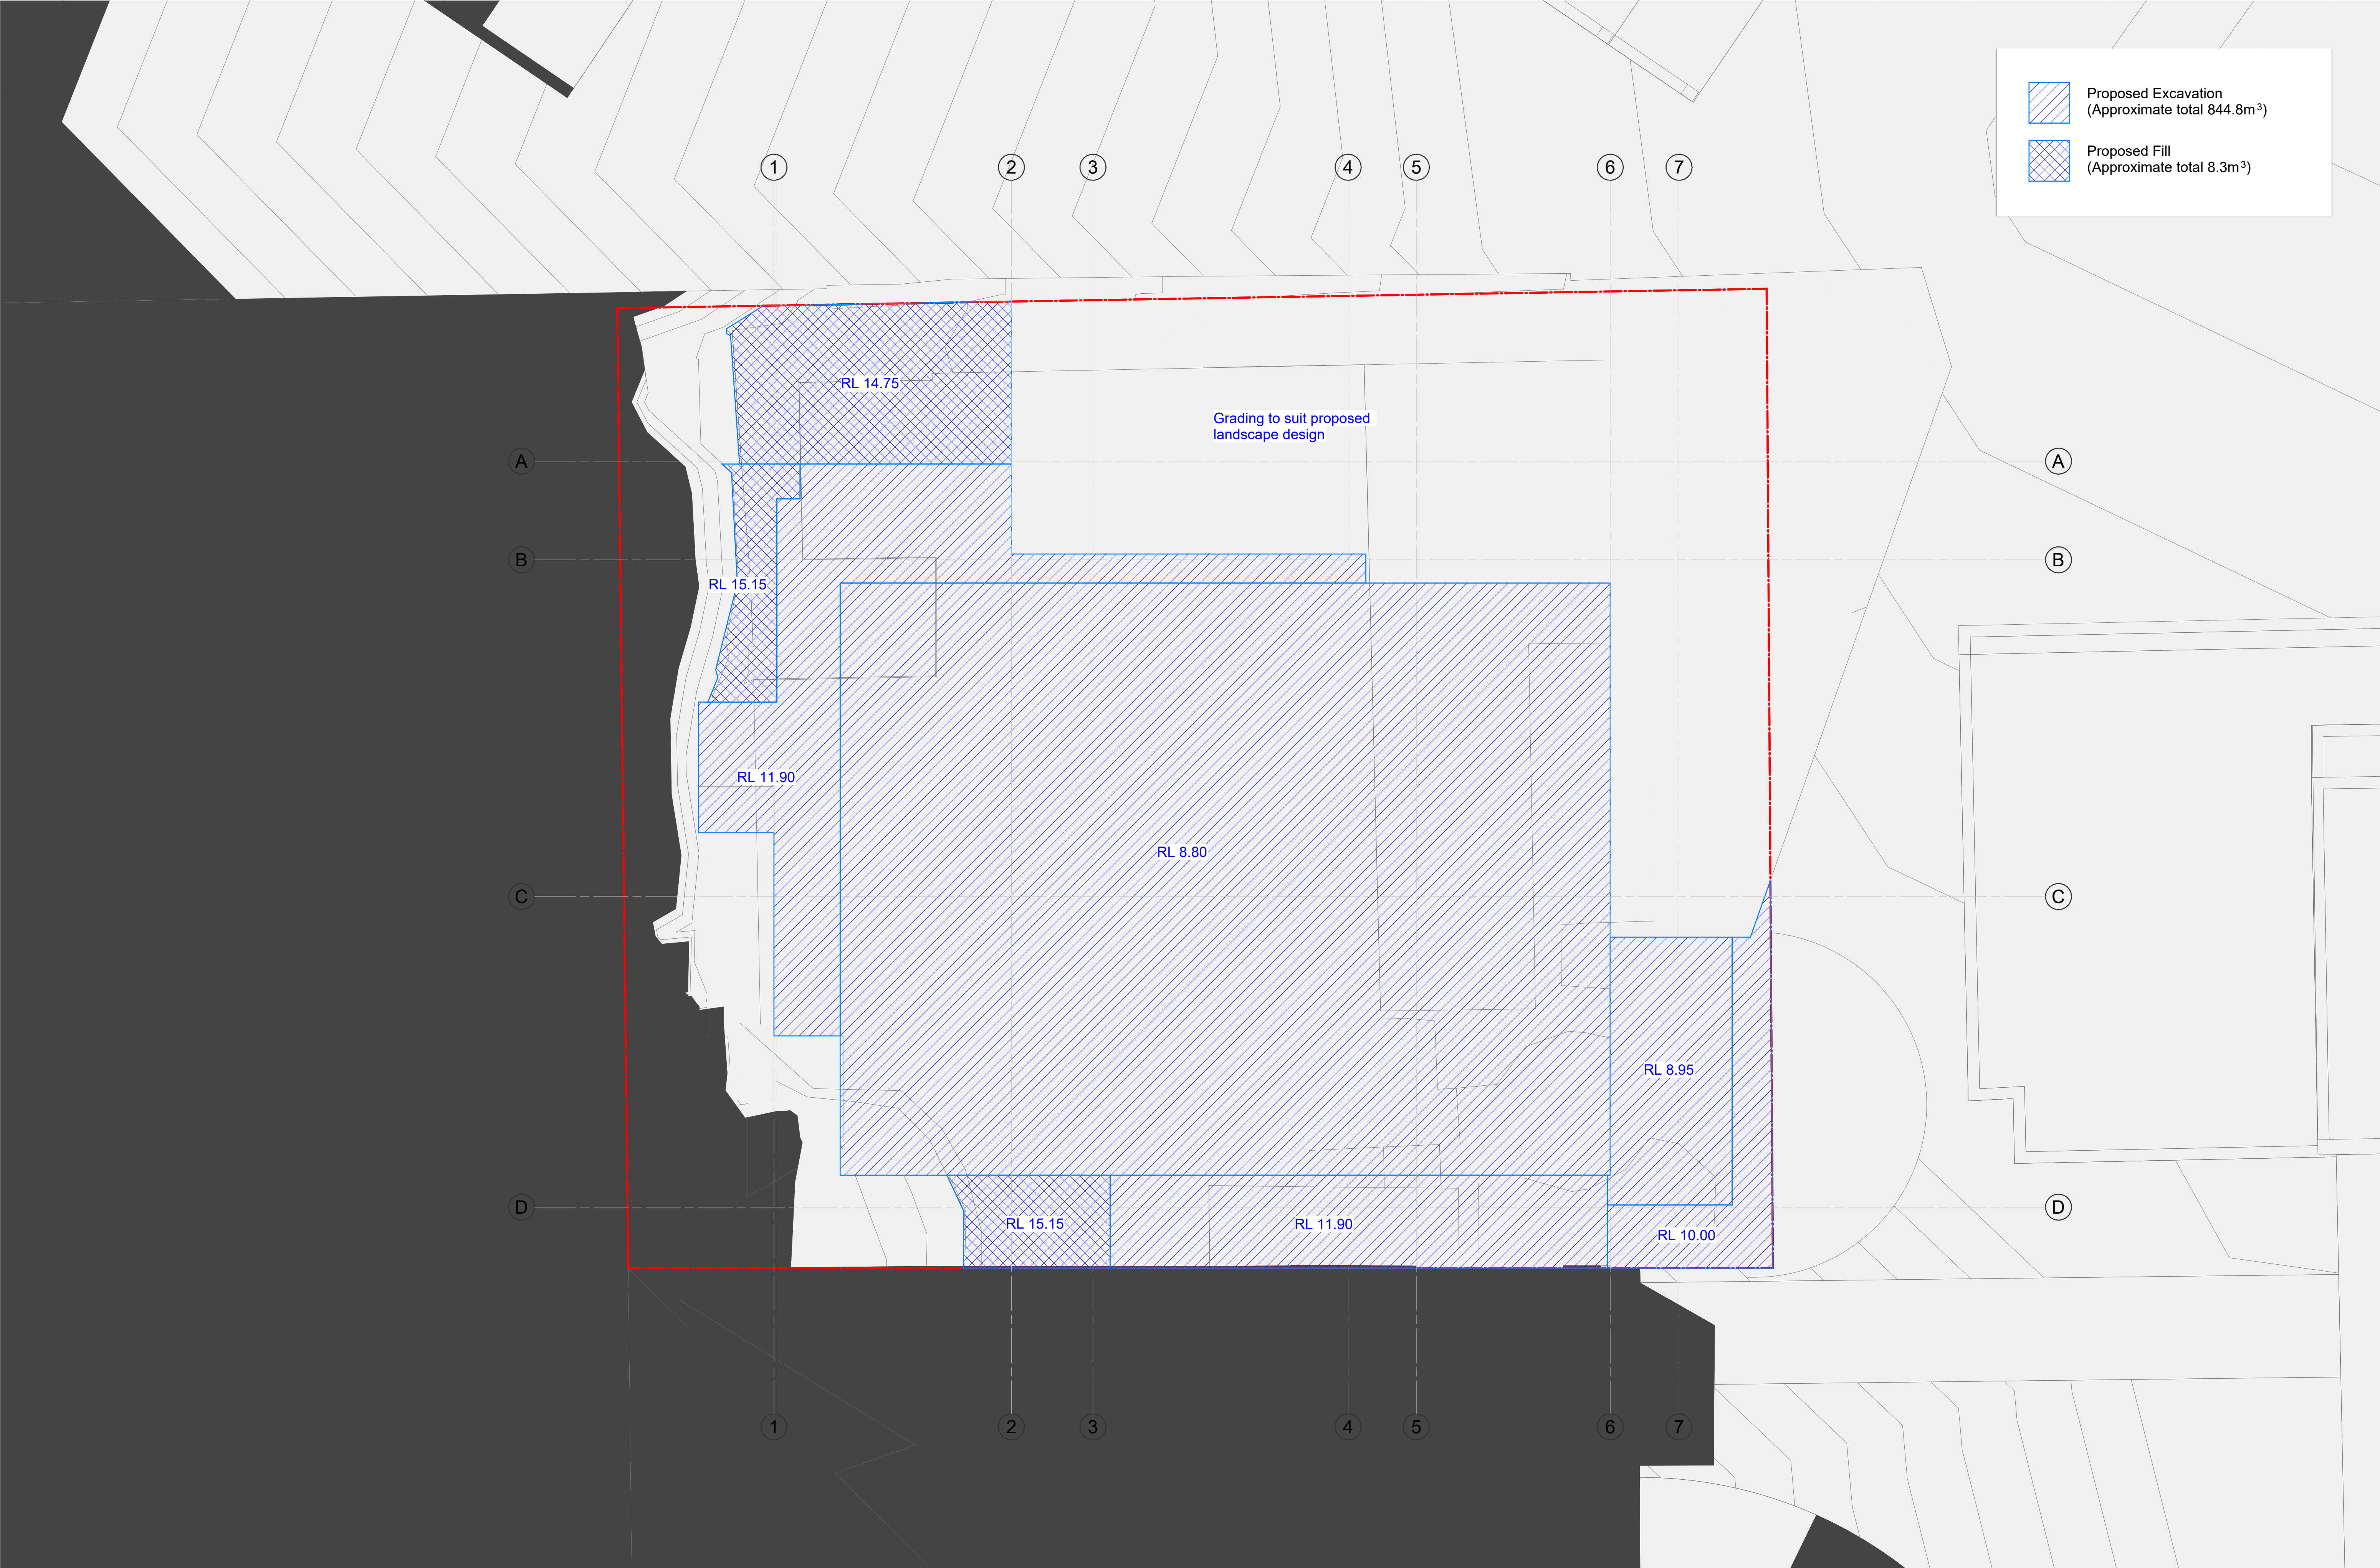 Proposed Excavation
(Approximate total 844.8m³)
Proposed Fill
(Approximate total 8.3m³)
1 2 3 4 5 6 7
RL 14.75
Grading to suit proposed
landscape design
A A
B B
RL 15.15
RL 11.90
RL 8.80
C C
RL 8.95
D D
RL 15.15
RL 11.90
RL 10.00
1 2 3 4 5 6 7